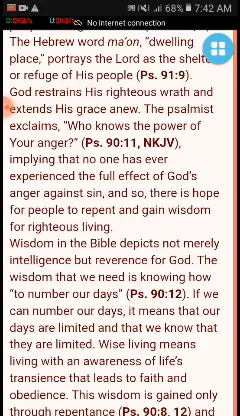 0:0KB/s U:0KB/s 68% 7:42 AM
No internet connection
The Hebrew word ma'on, "dwelling
place," portrays the Lord as the shelte
or refuge of His people (Ps. 91:9).
God restrains His righteous wrath and
extends His grace anew. The psalmist
exclaims, "Who knows the power of
Your anger?" (Ps. 90:11, NKJV),
implying that no one has ever
experienced the full effect of God's
anger against sin, and so, there is hope
for people to repent and gain wisdom
for righteous living.
Wisdom in the Bible depicts not merely
intelligence but reverence for God. The
wisdom that we need is knowing how
"to number our days" (Ps. 90:12). If we
can number our days, it means that our
days are limited and that we know that
they are limited. Wise living means
living with an awareness of life's
transience that leads to faith and
obedience. This wisdom is gained only
through repentance (Ps. 90:8, 12) and